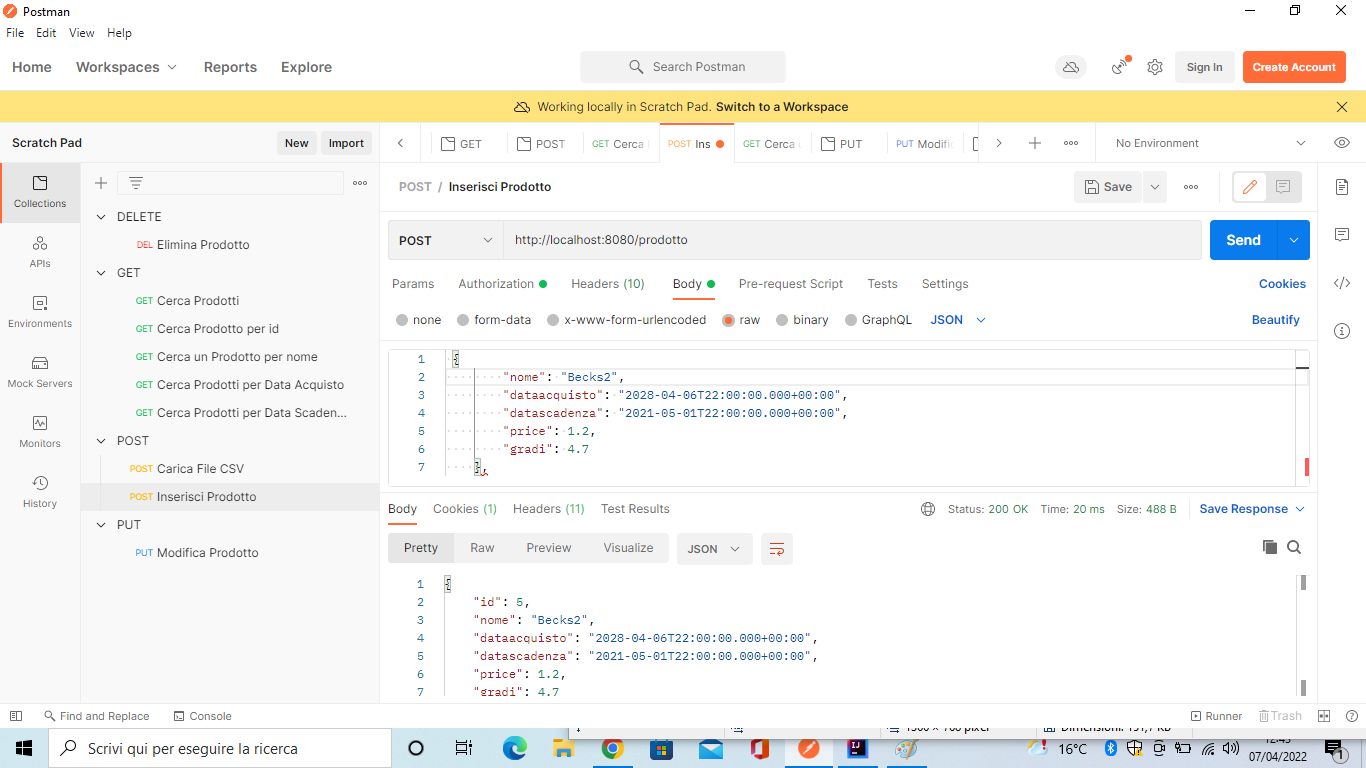 Postman
File Edit View Help
Home Workspaces Reports Explore Search Postman Sign In Create Account
Working locally in Scratch Pad. Switch to a Workspace
Scratch Pad New Import
GET POST GET Cerca POST Ins GET Cerca PUT PUT Modific No Environment
Collections
APIs
Environments
Mock Servers
Monitors
History
DELETE
DEL Elimina Prodotto
GET
GET Cerca Prodotti
GET Cerca Prodotto per id
GET Cerca un Prodotto per nome
GET Cerca Prodotti per Data Acquisto
GET Cerca Prodotti per Data Scaden...
POST
POST Carica File CSV
POST Inserisci Prodotto
PUT
PUT Modifica Prodotto
POST / Inserisci Prodotto Save
POST http://localhost:8080/prodotto Send
Params Authorization Headers (10) Body Pre-request Script Tests Settings Cookies
none form-data x-www-form-urlencoded raw binary GraphQL JSON Beautify
1 {
2 "nome": "Becks2",
3 "dataacquisto": "2028-04-06T22:00:00.000+00:00",
4 "datascadenza": "2021-05-01T22:00:00.000+00:00",
5 "price": 1.2,
6 "gradi": 4.7
7 },
Body Cookies (1) Headers (11) Test Results Status: 200 OK Time: 20 ms Size: 488 B Save Response
Pretty Raw Preview Visualize JSON
1 {
2 "id": 5,
3 "nome": "Becks2",
4 "dataacquisto": "2028-04-06T22:00:00.000+00:00",
5 "datascadenza": "2021-05-01T22:00:00.000+00:00",
6 "price": 1.2,
7 "gradi": 4.7
Find and Replace Console Runner Trash
Scrivi qui per eseguire la ricerca
16°C
07/04/2022
1